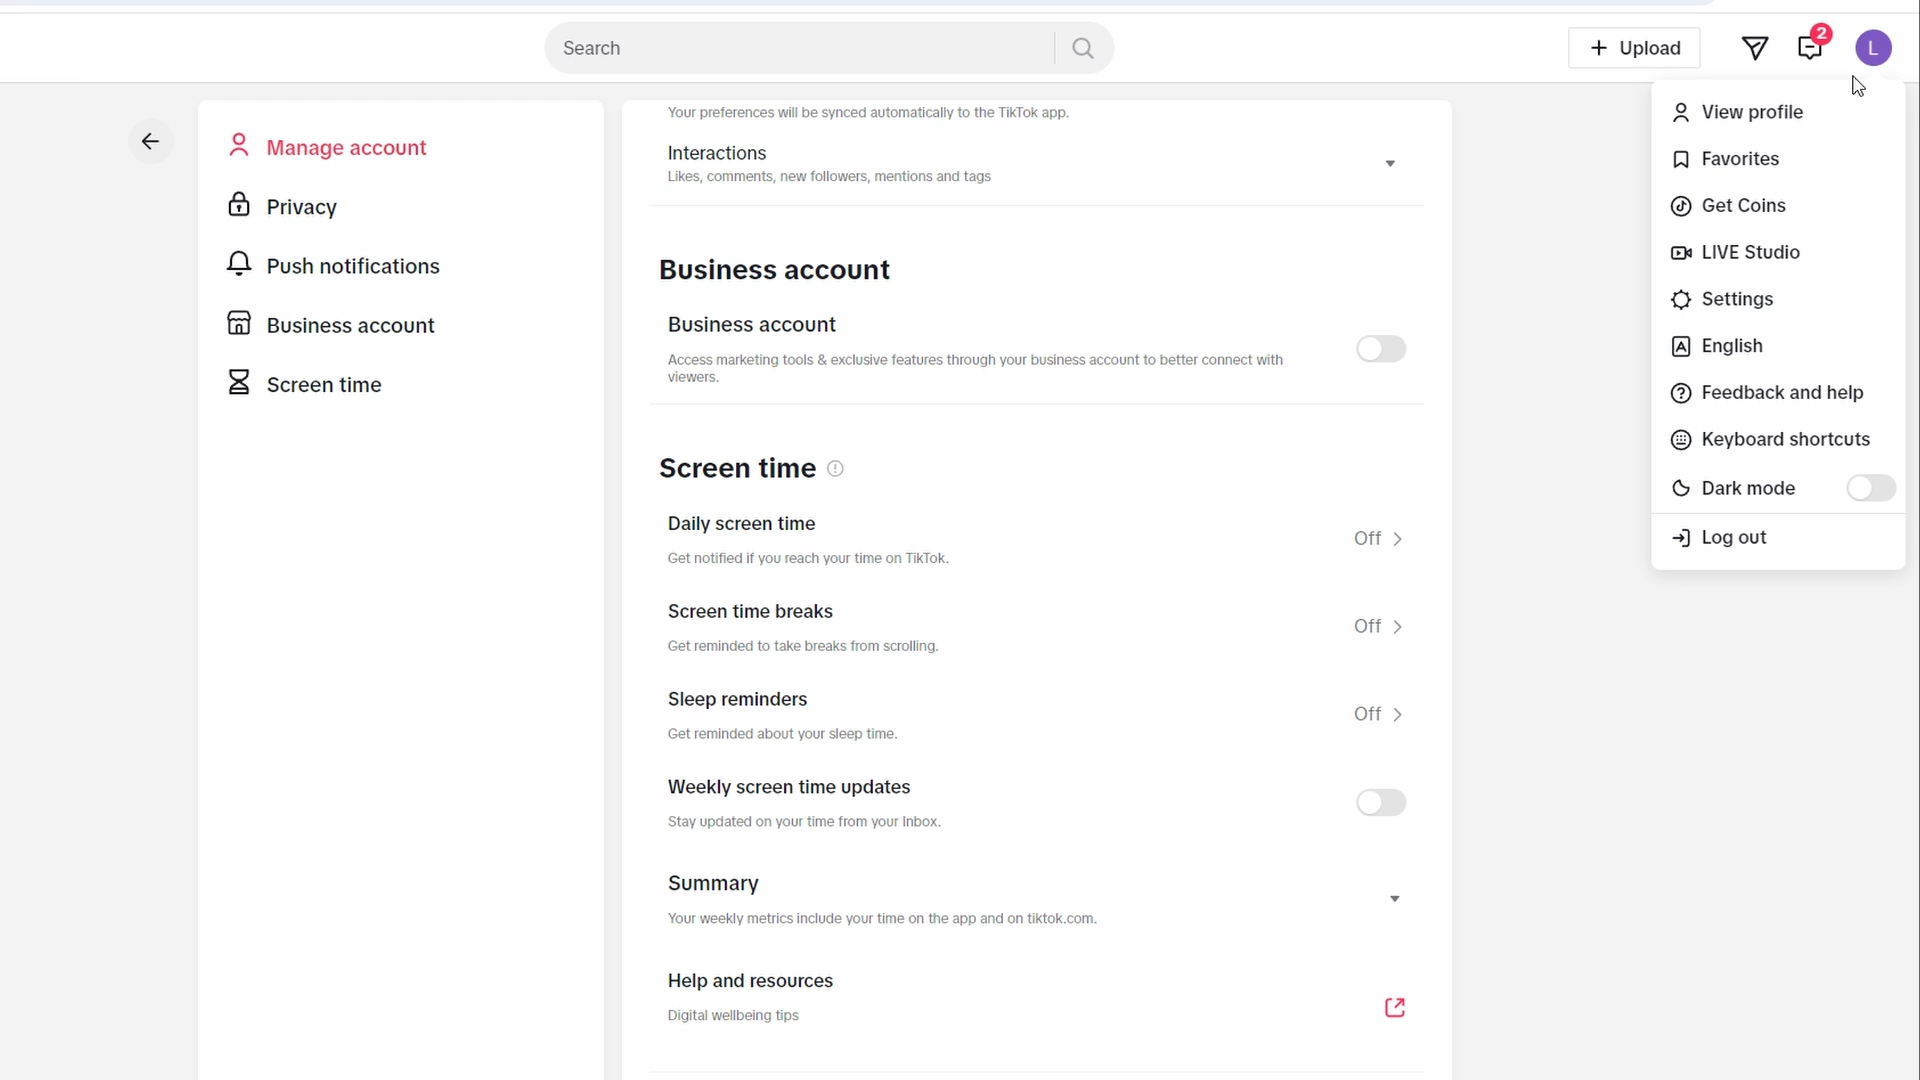 Search
+ Upload
2
L
Manage account
Privacy
Push notifications
Business account
Screen time
Your preferences will be synced automatically to the TikTok app.
Interactions
Likes, comments, new followers, mentions and tags
Business account
Business account
Access marketing tools & exclusive features through your business account to better connect with
viewers.
Screen time
Daily screen time
Off
Get notified if you reach your time on TikTok.
Screen time breaks
Off
Get reminded to take breaks from scrolling.
Sleep reminders
Off
Get reminded about your sleep time.
Weekly screen time updates
Stay updated on your time from your Inbox.
Summary
Your weekly metrics include your time on the app and on tiktok.com.
Help and resources
Digital wellbeing tips
View profile
Favorites
Get Coins
LIVE Studio
Settings
English
Feedback and help
Keyboard shortcuts
Dark mode
Log out